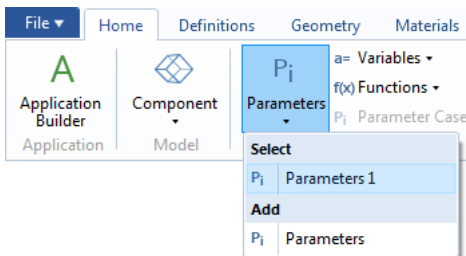 File ▾ Home Definitions Geometry Materials
A Application Builder
Component ▾
Pi Parameters ▾
a= Variables ▾
f(x) Functions ▾
Pi Parameter Case
Application Model
Select
Pi Parameters 1
Add
Pi Parameters